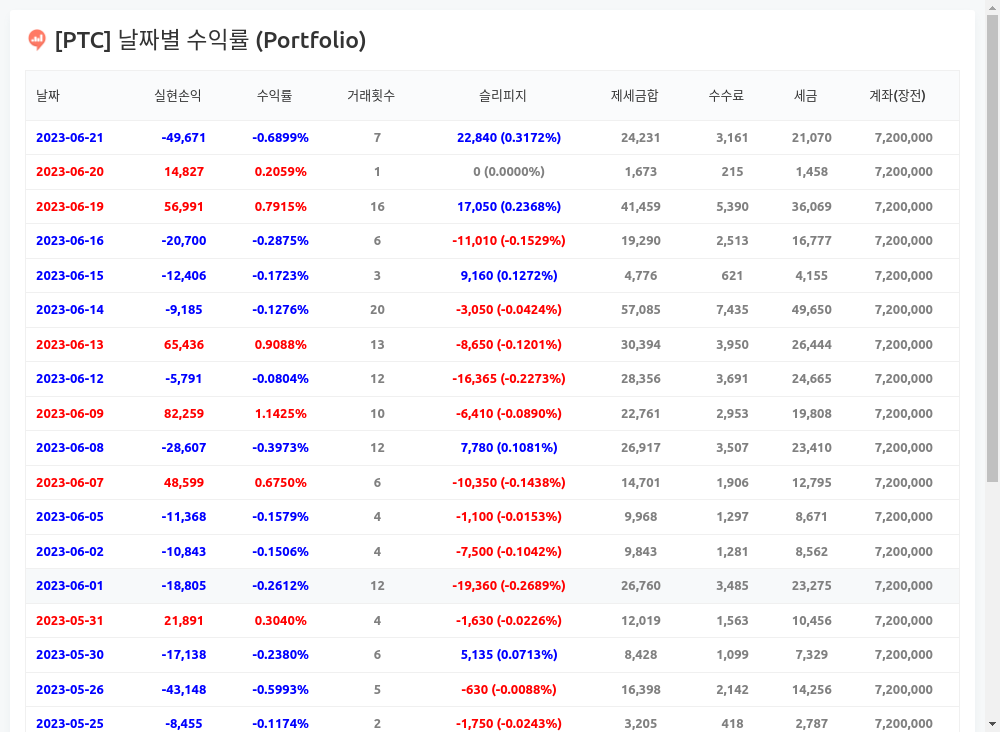 [PTC] 날짜별 수익률 (Portfolio)
날짜 실현손익 수익률 거래횟수 슬리피지 제세금합 수수료 세금 계좌(장전)
2023-06-21 -49,671 -0.6899% 7 22,840 (0.3172%) 24,231 3,161 21,070 7,200,000
2023-06-20 14,827 0.2059% 1 0 (0.0000%) 1,673 215 1,458 7,200,000
2023-06-19 56,991 0.7915% 16 17,050 (0.2368%) 41,459 5,390 36,069 7,200,000
2023-06-16 -20,700 -0.2875% 6 -11,010 (-0.1529%) 19,290 2,513 16,777 7,200,000
2023-06-15 -12,406 -0.1723% 3 9,160 (0.1272%) 4,776 621 4,155 7,200,000
2023-06-14 -9,185 -0.1276% 20 -3,050 (-0.0424%) 57,085 7,435 49,650 7,200,000
2023-06-13 65,436 0.9088% 13 -8,650 (-0.1201%) 30,394 3,950 26,444 7,200,000
2023-06-12 -5,791 -0.0804% 12 -16,365 (-0.2273%) 28,356 3,691 24,665 7,200,000
2023-06-09 82,259 1.1425% 10 -6,410 (-0.0890%) 22,761 2,953 19,808 7,200,000
2023-06-08 -28,607 -0.3973% 12 7,780 (0.1081%) 26,917 3,507 23,410 7,200,000
2023-06-07 48,599 0.6750% 6 -10,350 (-0.1438%) 14,701 1,906 12,795 7,200,000
2023-06-05 -11,368 -0.1579% 4 -1,100 (-0.0153%) 9,968 1,297 8,671 7,200,000
2023-06-02 -10,843 -0.1506% 4 -7,500 (-0.1042%) 9,843 1,281 8,562 7,200,000
2023-06-01 -18,805 -0.2612% 12 -19,360 (-0.2689%) 26,760 3,485 23,275 7,200,000
2023-05-31 21,891 0.3040% 4 -1,630 (-0.0226%) 12,019 1,563 10,456 7,200,000
2023-05-30 -17,138 -0.2380% 6 5,135 (0.0713%) 8,428 1,099 7,329 7,200,000
2023-05-26 -43,148 -0.5993% 5 -630 (-0.0088%) 16,398 2,142 14,256 7,200,000
2023-05-25 -8,455 -0.1174% 2 -1,750 (-0.0243%) 3,205 418 2,787 7,200,000